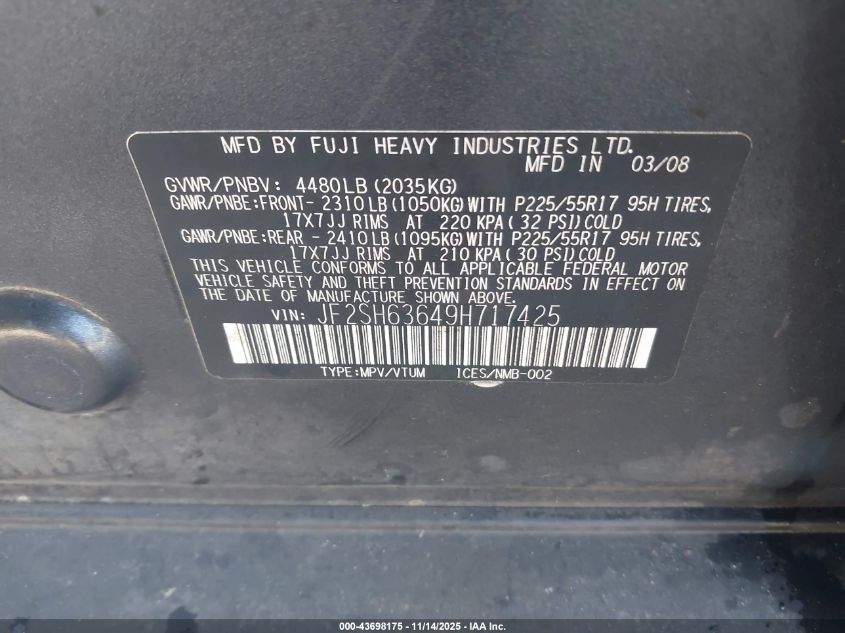 MFD BY FUJI HEAVY INDUSTRIES LTD.
MFD IN 03/08
GVWR/PNBV: 4480LB (2035KG)
GAWR/PNBE:FRONT- 2310LB (1050KG) WITH P225/55R17 95H TIRES,
17X7JJ RIMS AT 220 KPA ( 32 PSI) COLD
GAWR/PNBE:REAR - 2410LB (1095KG) WITH P225/55R17 95H TIRES,
17X7JJ RIMS AT 210 KPA ( 30 PSI) COLD
THIS VEHICLE CONFORMS TO ALL APPLICABLE FEDERAL MOTOR
VEHICLE SAFETY AND THEFT PREVENTION STANDARDS IN EFFECT ON
THE DATE OF MANUFACTURE SHOWN ABOVE.
VIN: JF2SH63649H717425
TYPE:MPV/VTUM ICES/NMB-002
000-43698175 - 11/14/2025 - IAA Inc.